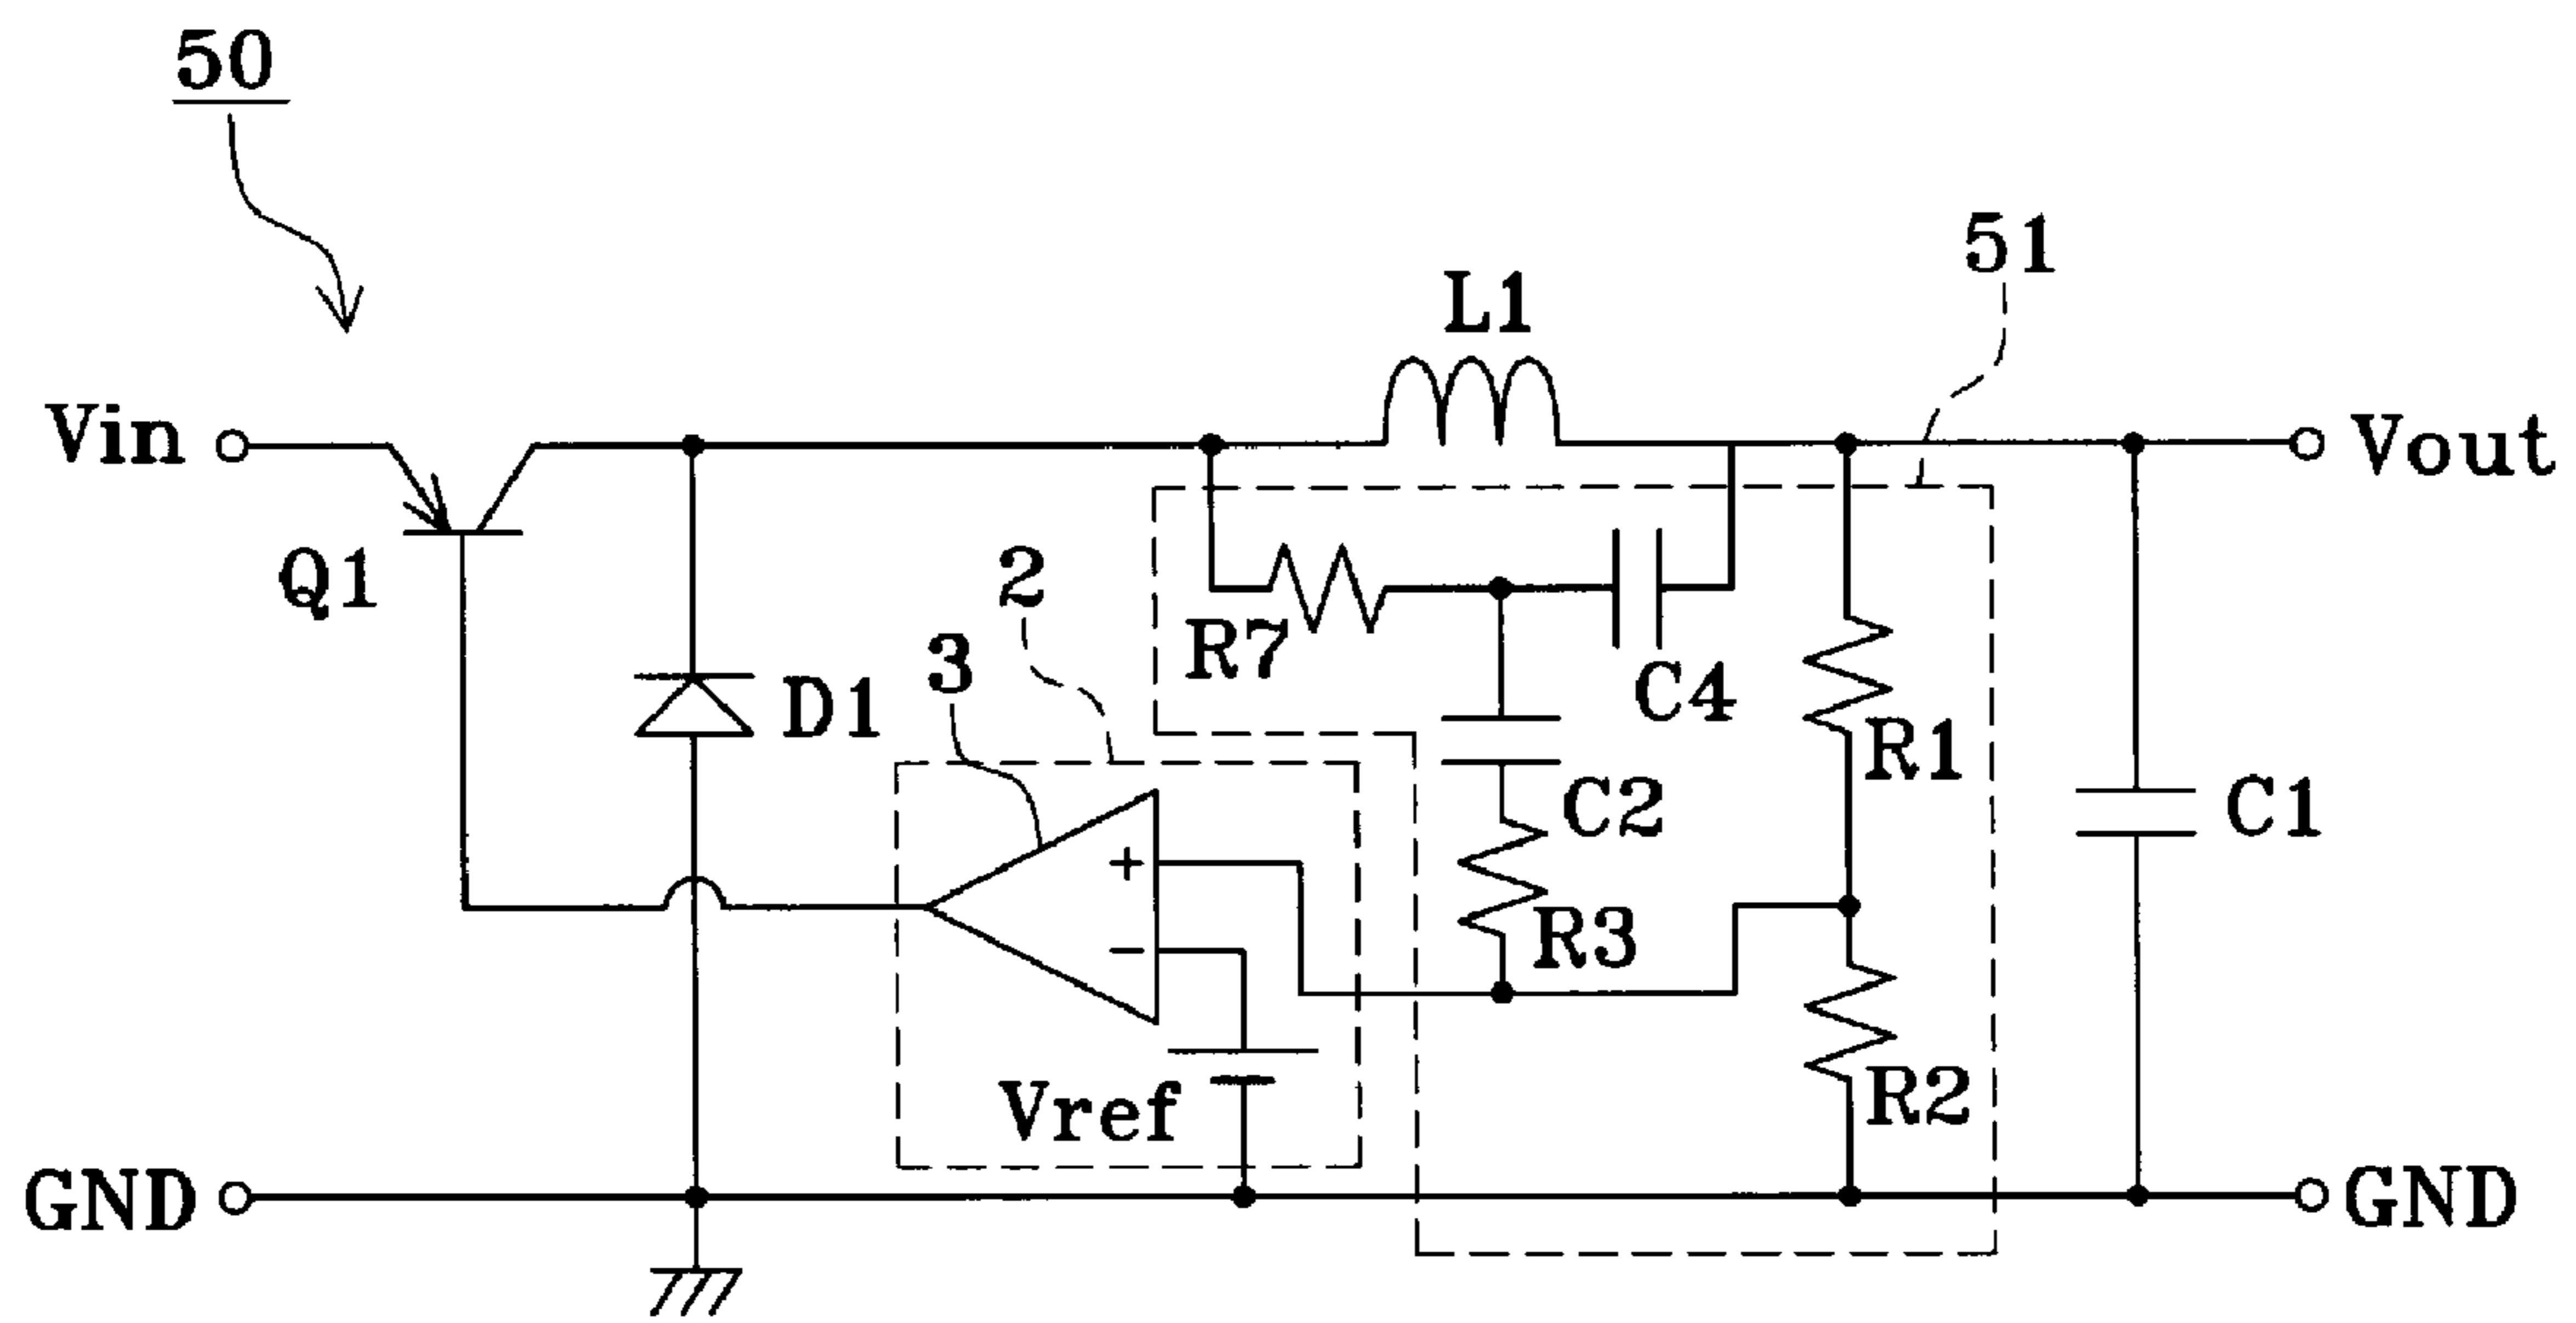 50
51
L1
Vin
Vout
Q1
2
3
R7
C4
D1
R1
C2
C1
+
R3
−
Vref
R2
GND
GND